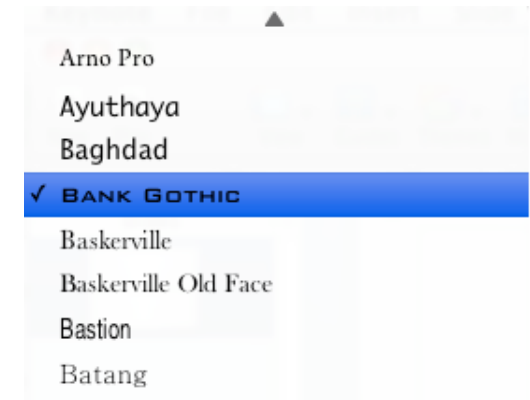 Arno Pro
Ayuthaya
Baghdad
✓ Bank Gothic
Baskerville
Baskerville Old Face
Bastion
Batang